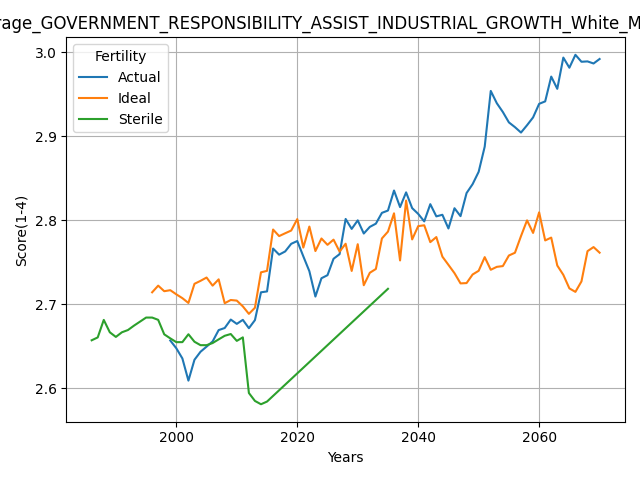 rage_GOVERNMENT_RESPONSIBILITY_ASSIST_INDUSTRIAL_GROWTH_White_M
Fertility
Actual
Ideal
Sterile
Score(1-4)
3.0
2.9
2.8
2.7
2.6
2000 2020 2040 2060
Years